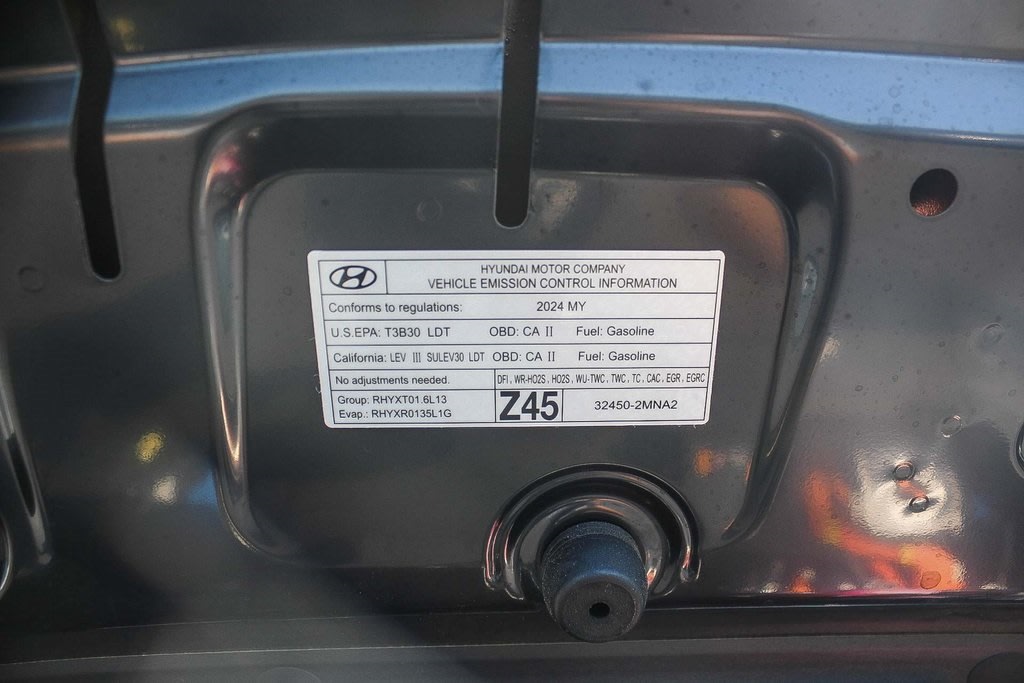 HYUNDAI MOTOR COMPANY
VEHICLE EMISSION CONTROL INFORMATION
Conforms to regulations: 2024 MY
U.S.EPA: T3B30 LDT OBD: CA II Fuel: Gasoline
California: LEV III SULEV30 LDT OBD: CA II Fuel: Gasoline
No adjustments needed. DFI, WR-HO2S, HO2S, WU-TWC, TWC, TC, CAC, EGR, EGRC
Group: RHYXT01.6L13
Evap.: RHYXR0135L1G
Z45
32450-2MNA2